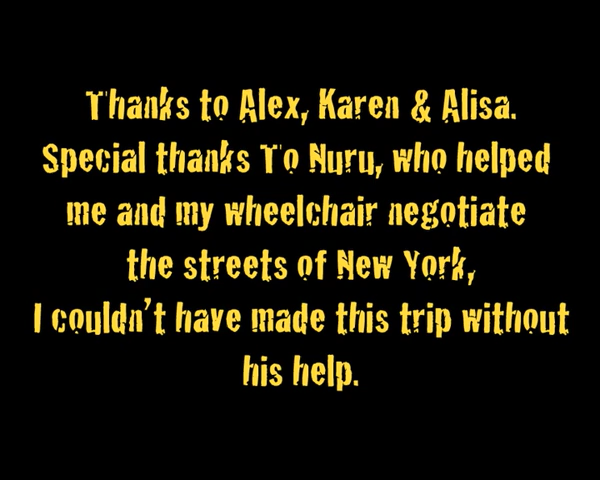 Thanks to Alex, Karen & Alisa.
Special thanks To Nuru, who helped
me and my wheelchair negotiate
the streets of New York,
I couldn't have made this trip without
his help.